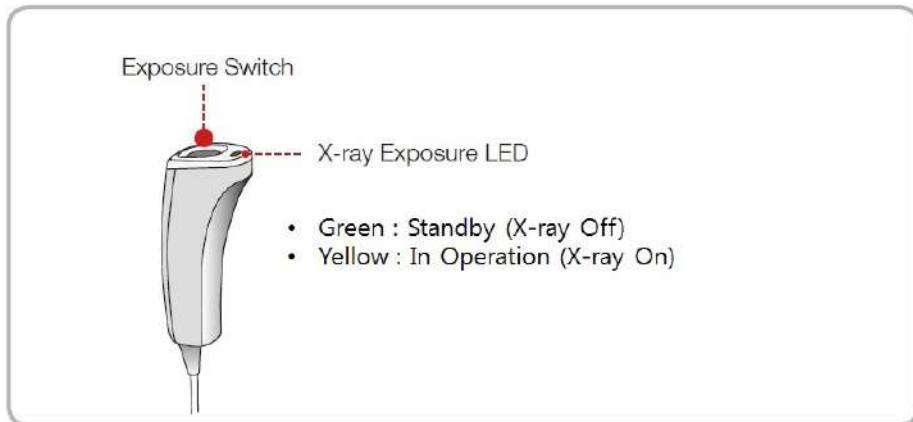 Exposure Switch
X-ray Exposure LED
• Green : Standby (X-ray Off)
• Yellow : In Operation (X-ray On)